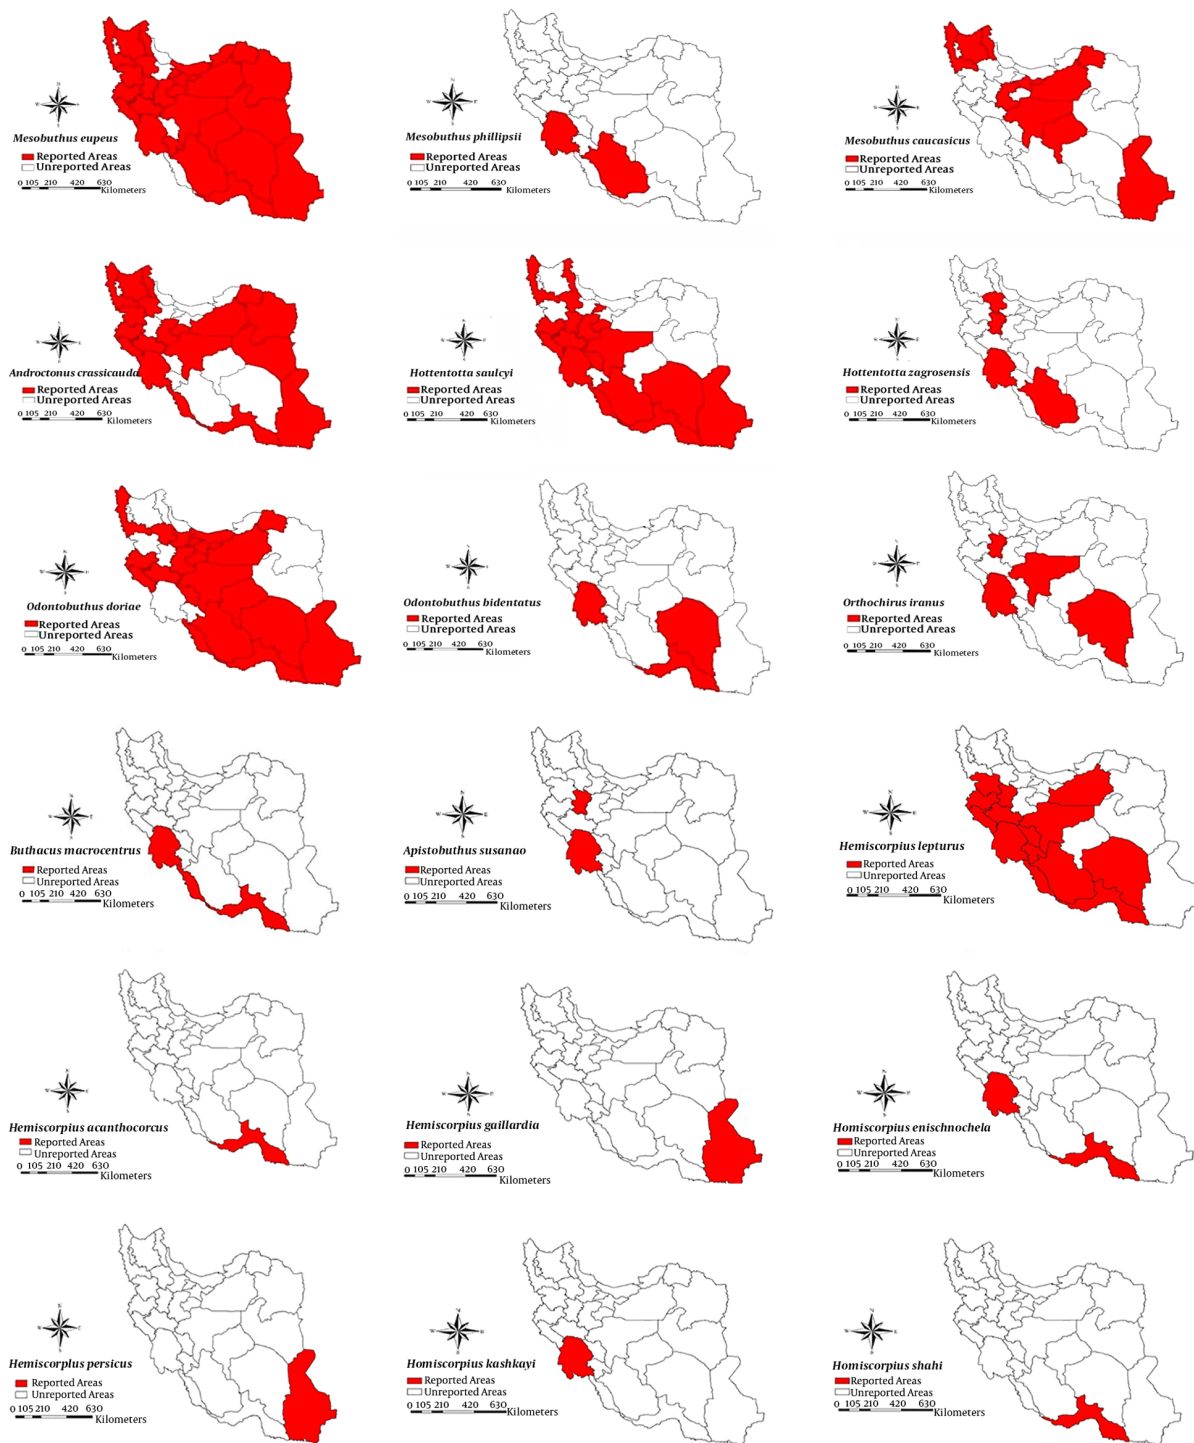 Mesobuthus eupeus
Reported Areas
Unreported Areas
0 105 210 420 630
Kilometers
Mesobuthus phillipsii
Reported Areas
Unreported Areas
0 105 210 420 630
Kilometers
Mesobuthus caucasicus
Reported Areas
Unreported Areas
0 105 210 420 630
Kilometers
Androctonus crassicauda
Reported Areas
Unreported Areas
0 105 210 420 630
Kilometers
Hottentotta saulcyi
Reported Areas
Unreported Areas
0 105 210 420 630
Kilometers
Hottentotta zagrosensis
Reported Areas
Unreported Areas
0 105 210 420 630
Kilometers
Odontobuthus doriae
Reported Areas
Unreported Areas
0 105 210 420 630
Kilometers
Odontobuthus bidentatus
Reported Areas
Unreported Areas
0 105 210 420 630
Kilometers
Orthochirus iranus
Reported Areas
Unreported Areas
0 105 210 420 630
Kilometers
Buthacus macrocentrus
Reported Areas
Unreported Areas
0 105 210 420 630
Kilometers
Apistobuthus susanao
Reported Areas
Unreported Areas
0 105 210 420 630
Kilometers
Hemiscorpius lepturus
Reported Areas
Unreported Areas
0 105 210 420 630
Kilometers
Hemiscorpius acanthocorcus
Reported Areas
Unreported Areas
0 105 210 420 630
Kilometers
Hemiscorpius gaillardia
Reported Areas
Unreported Areas
0 105 210 420 630
Kilometers
Homiscorpius enischnochela
Reported Areas
Unreported Areas
0 105 210 420 630
Kilometers
Hemiscorplus persicus
Reported Areas
Unreported Areas
0 105 210 420 630
Kilometers
Homiscorpius kashkayi
Reported Areas
Unreported Areas
0 105 210 420 630
Kilometers
Homiscorpius shahi
Reported Areas
Unreported Areas
0 105 210 420 630
Kilometers